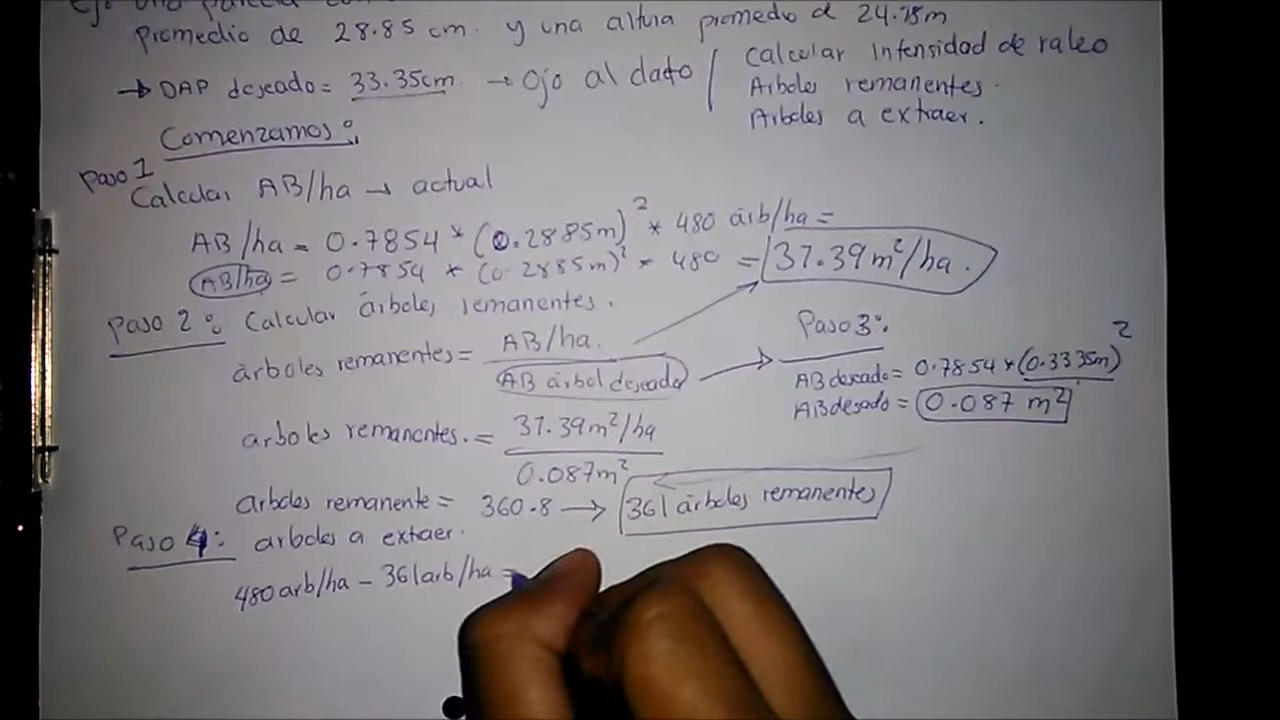 Ejo una parcela con
Promedio de 28.85 cm. y una altura promedio d 24.78m
→ DAP deseado = 33.35cm. → Ojo al dato
Calcular Intensidad de raleo
Arboles remanentes.
Arboles a extraer.
Comenzamos:
Paso 1
Calcular AB/ha → actual
AB/ha = 0.7854 * (0.2885m)² * 480 árb/ha =
AB/ha = 0.7854 * (0.2885m)² * 480 = 37.39m²/ha.
Paso 2: Calcular árboles remanentes.
árboles remanentes = AB/ha. / AB árbol deseado
Paso 3:
AB deseado = 0.7854 * (0.3335m)²
AB desado = 0.087 m²
arboles remanentes. = 37.39m²/ha / 0.087m²
arboles remanente = 360.8 → 361 árboles remanentes
Paso 4: arboles a extraer.
480 arb/ha - 361 arb/ha =